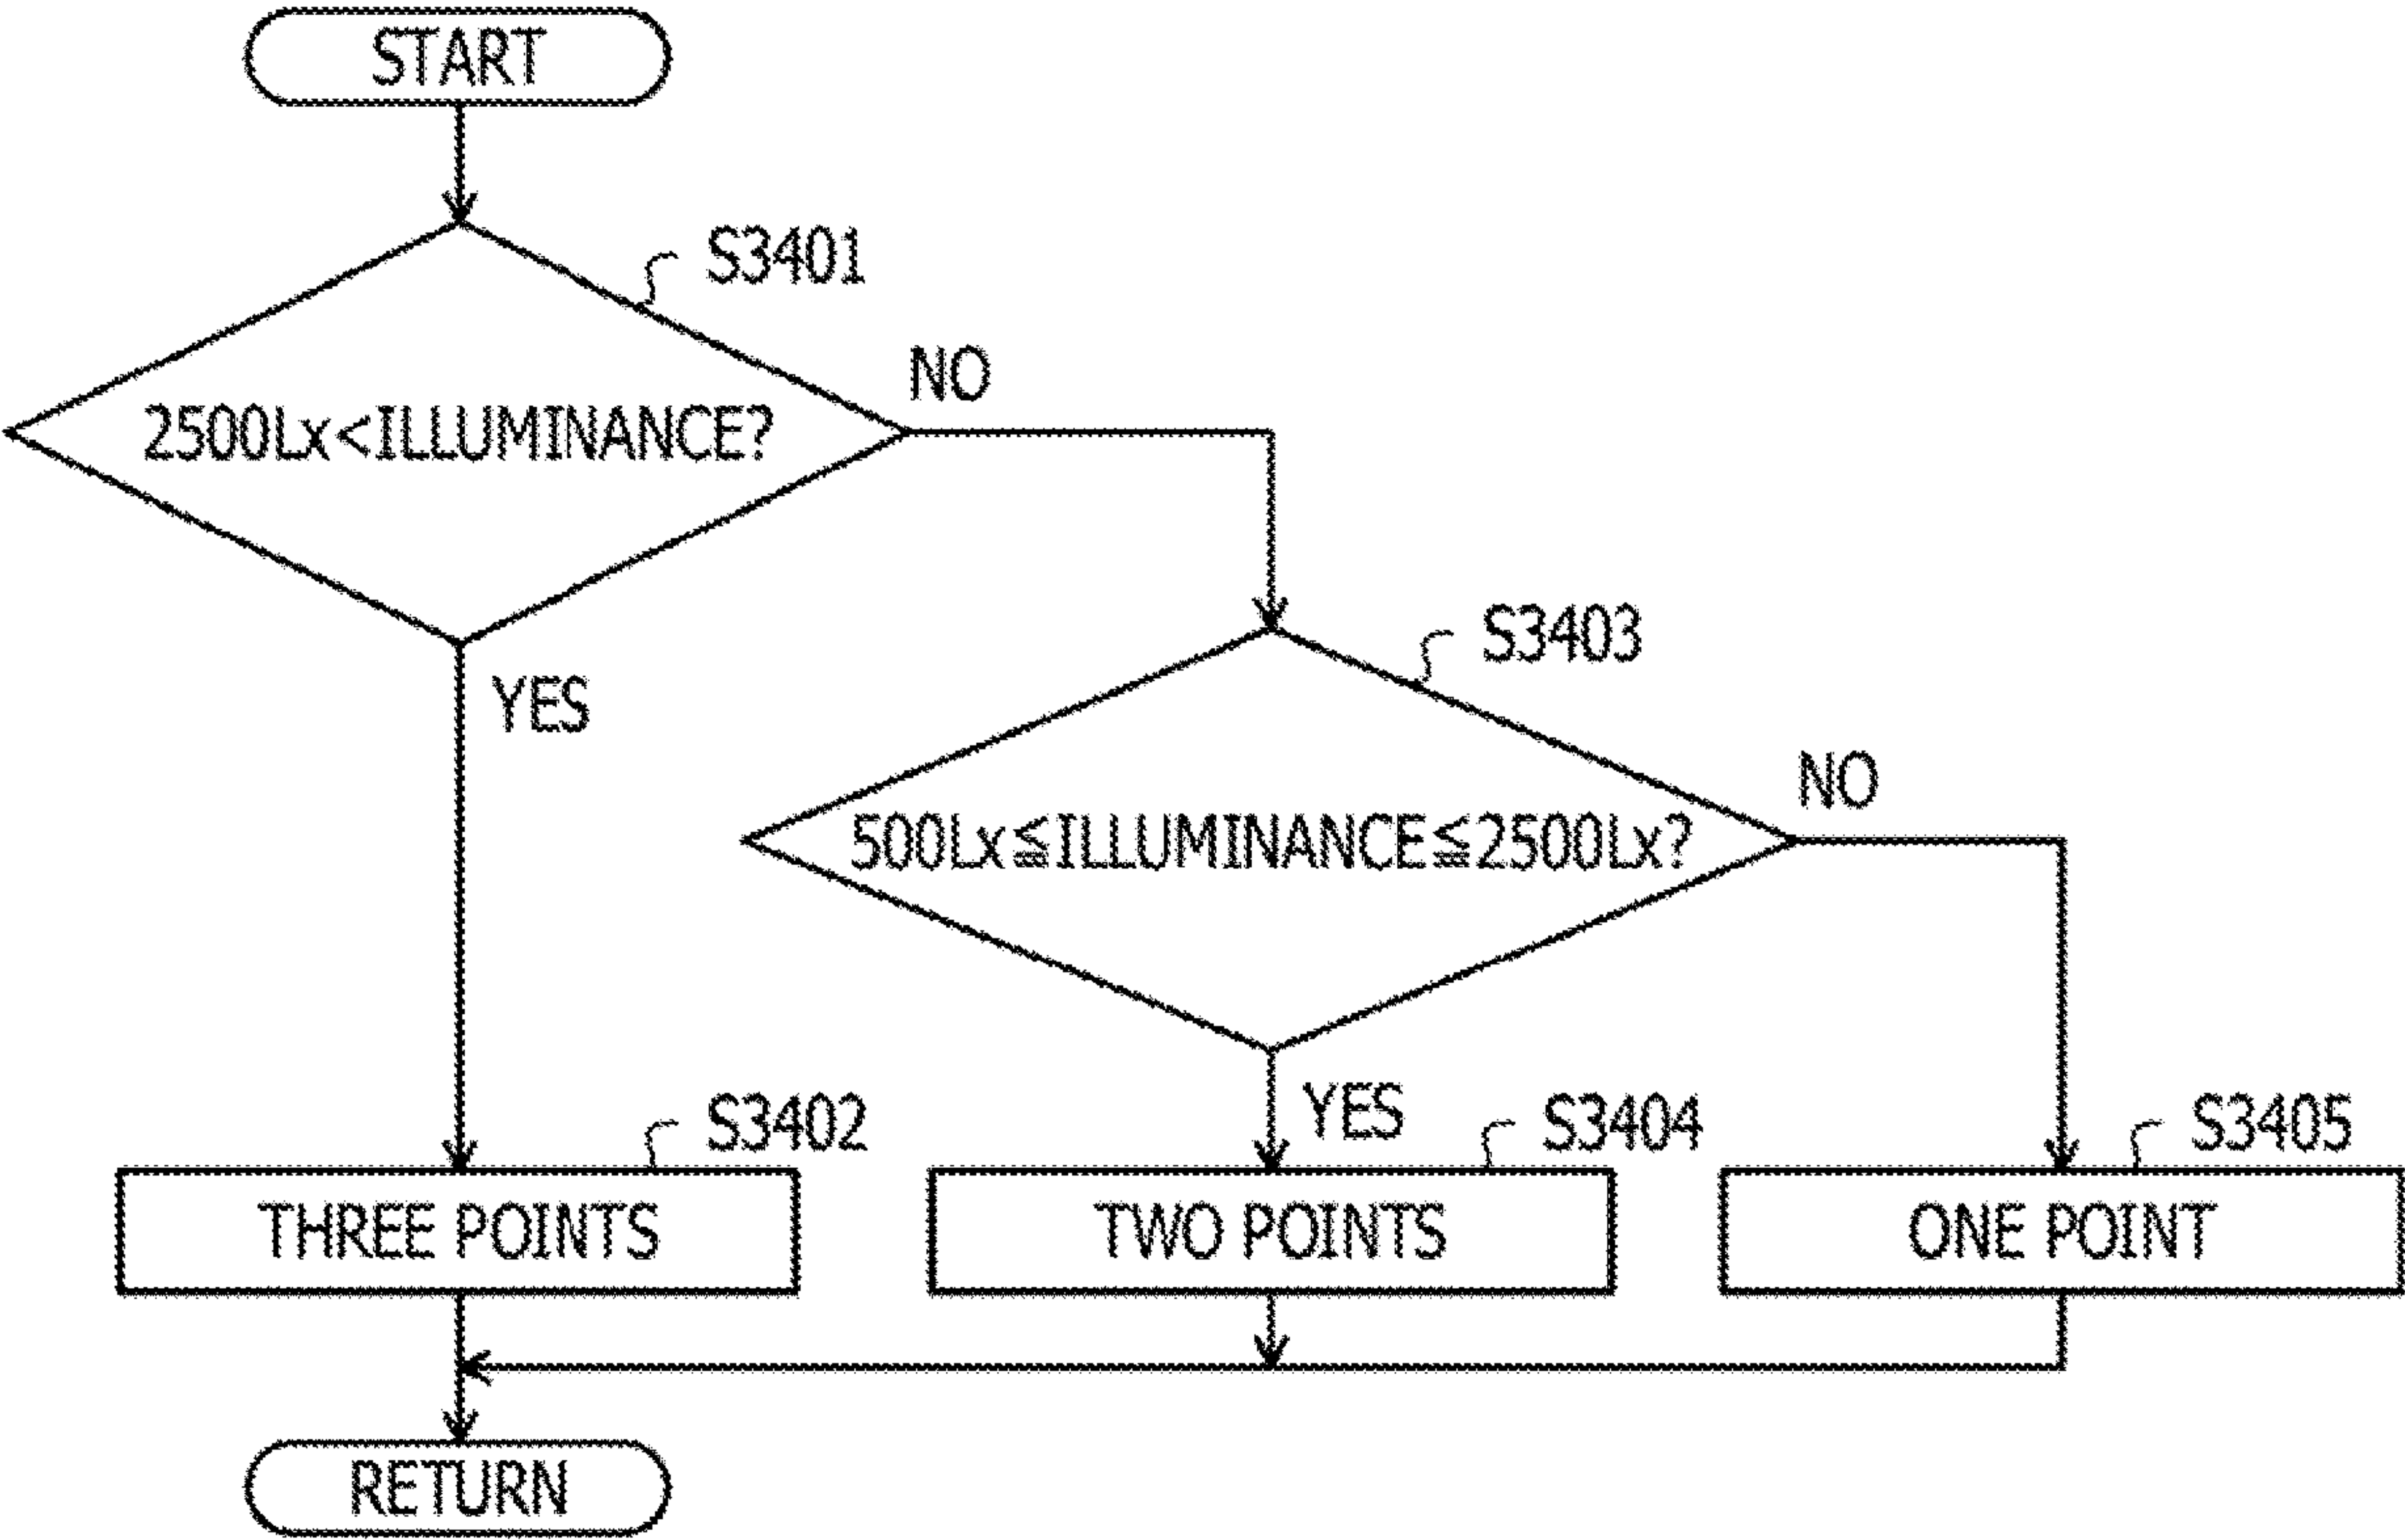 START
S3401
NO
2500Lx<ILLUMINANCE?
S3403
YES
NO
500Lx≦ILLUMINANCE≦2500Lx?
YES
S3402
S3404
S3405
THREE POINTS
TWO POINTS
ONE POINT
RETURN